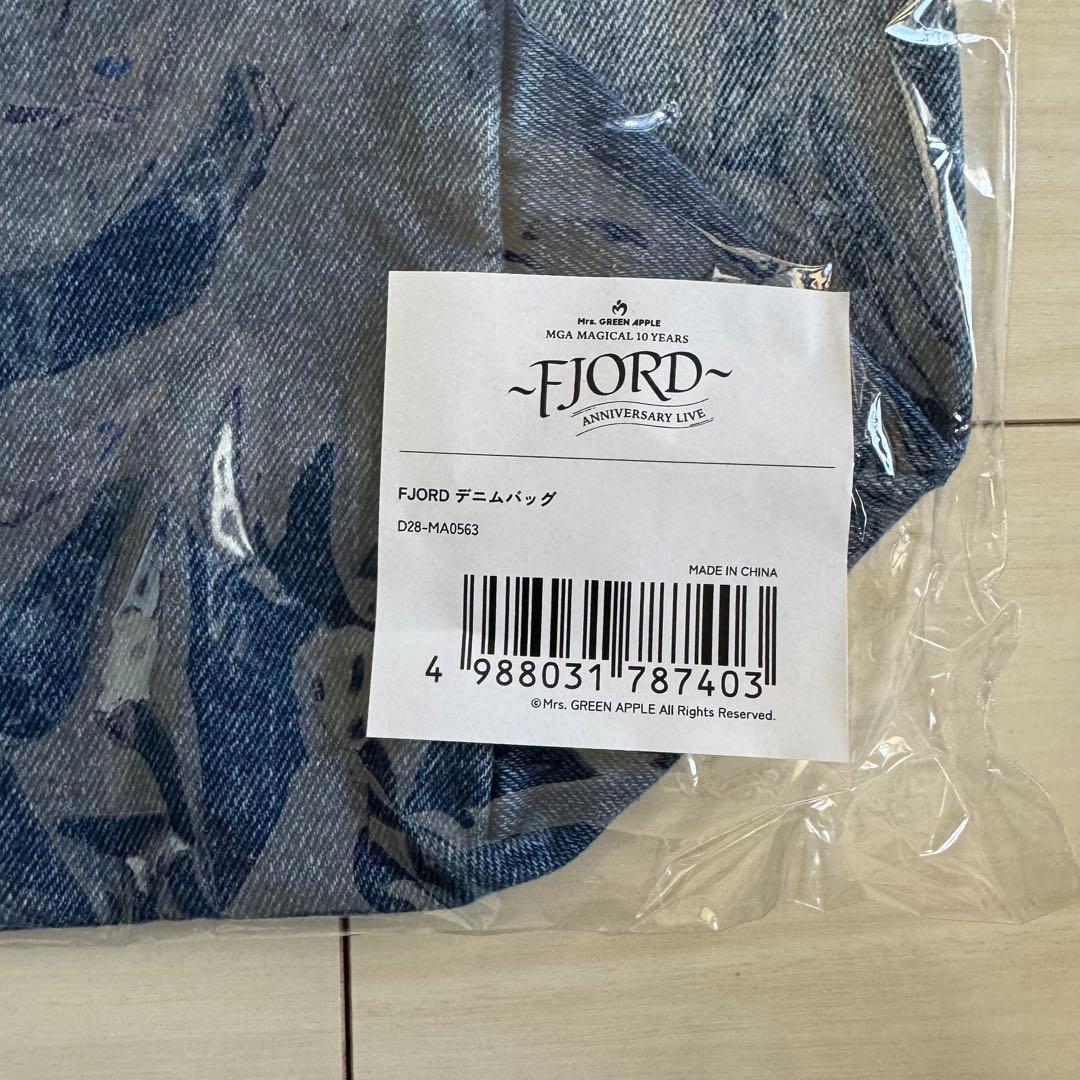 Mrs. GREEN APPLE
MGA MAGICAL 10 YEARS
~FJORD~
ANNIVERSARY LIVE
FJORD デニムバッグ
D28-MA0563
MADE IN CHINA
4 988031 787403
©Mrs. GREEN APPLE All Rights Reserved.